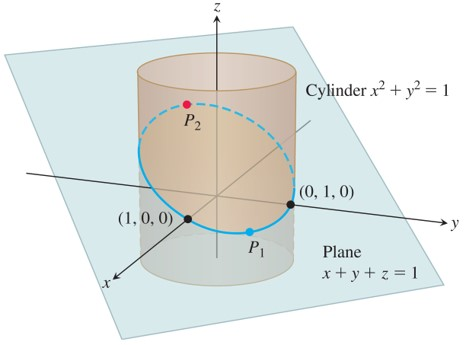 z
Cylinder x² + y² = 1
P₂
(0, 1, 0)
(1, 0, 0)
y
P₁
Plane
x + y + z = 1
x